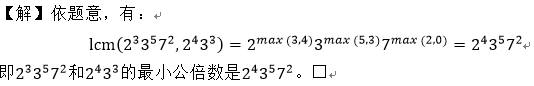 【解】依题意，有：
lcm(2³3⁵7², 2⁴3³) = 2^max (3,4) 3^max (5,3) 7^max (2,0) = 2⁴3⁵7²
即2³3⁵7²和2⁴3³的最小公倍数是2⁴3⁵7²。□